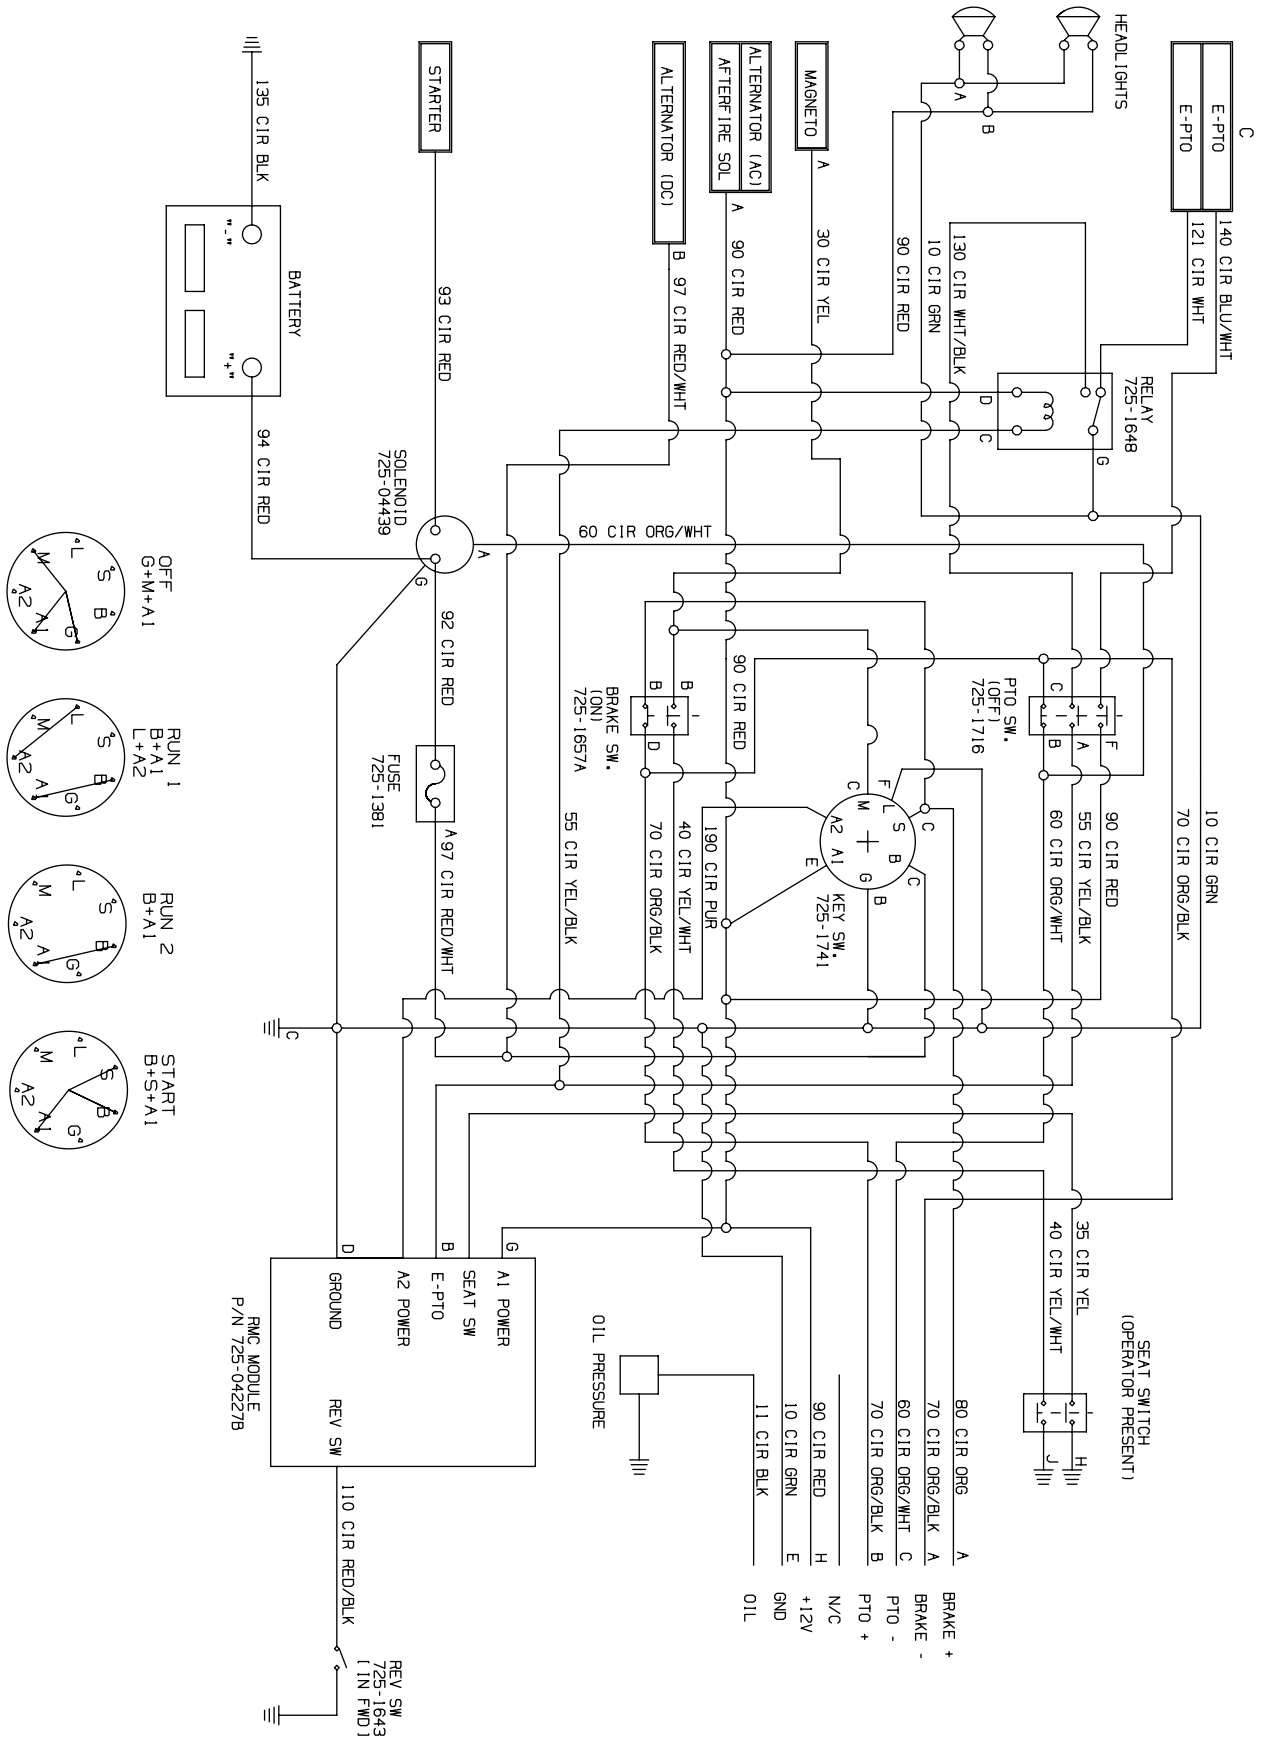 C
E-PTO
E-PTO
140 CIR BLU/WHT
121 CIR WHT
HEADLIGHTS
A
B
RELAY
725-1648
D
C
G
130 CIR WHT/BLK
10 CIR GRN
90 CIR RED
MAGNETO
A
30 CIR YEL
ALTERNATOR (AC)
AFTERFIRE SOL
A
90 CIR RED
ALTERNATOR (DC)
B
97 CIR RED/WHT
STARTER
93 CIR RED
135 CIR BLK
BATTERY
"-"
"+"
94 CIR RED
SOLENOID
725-04439
A
G
60 CIR ORG/WHT
92 CIR RED
FUSE
725-1381
A
97 CIR RED/WHT
55 CIR YEL/BLK
BRAKE SW.
(ON)
725-1657A
B
B
D
90 CIR RED
190 CIR PUR
40 CIR YEL/WHT
70 CIR ORG/BLK
PTO SW.
(OFF)
725-1716
C
B
A
F
KEY SW.
725-1741
M
L
S
B
G
A1
A2
C
F
C
C
B
E
10 CIR GRN
70 CIR ORG/BLK
90 CIR RED
55 CIR YEL/BLK
60 CIR ORG/WHT
C
OFF
G+M+A1
L
S
B
G
A1
A2
M
RUN 1
B+A1
L+A2
L
S
B
G
A1
A2
M
RUN 2
B+A1
L
S
B
G
A1
A2
M
START
B+S+A1
L
S
B
G
A1
A2
M
D
B
G
A1 POWER
SEAT SW
E-PTO
A2 POWER
GROUND
REV SW
RMC MODULE
P/N 725-04227B
110 CIR RED/BLK
REV SW
725-1643
[IN FWD]
OIL PRESSURE
SEAT SWITCH
(OPERATOR PRESENT)
35 CIR YEL
40 CIR YEL/WHT
H
J
80 CIR ORG A BRAKE +
70 CIR ORG/BLK A BRAKE -
60 CIR ORG/WHT C PTO -
70 CIR ORG/BLK B PTO +
N/C
90 CIR RED H +12V
10 CIR GRN E GND
11 CIR BLK OIL